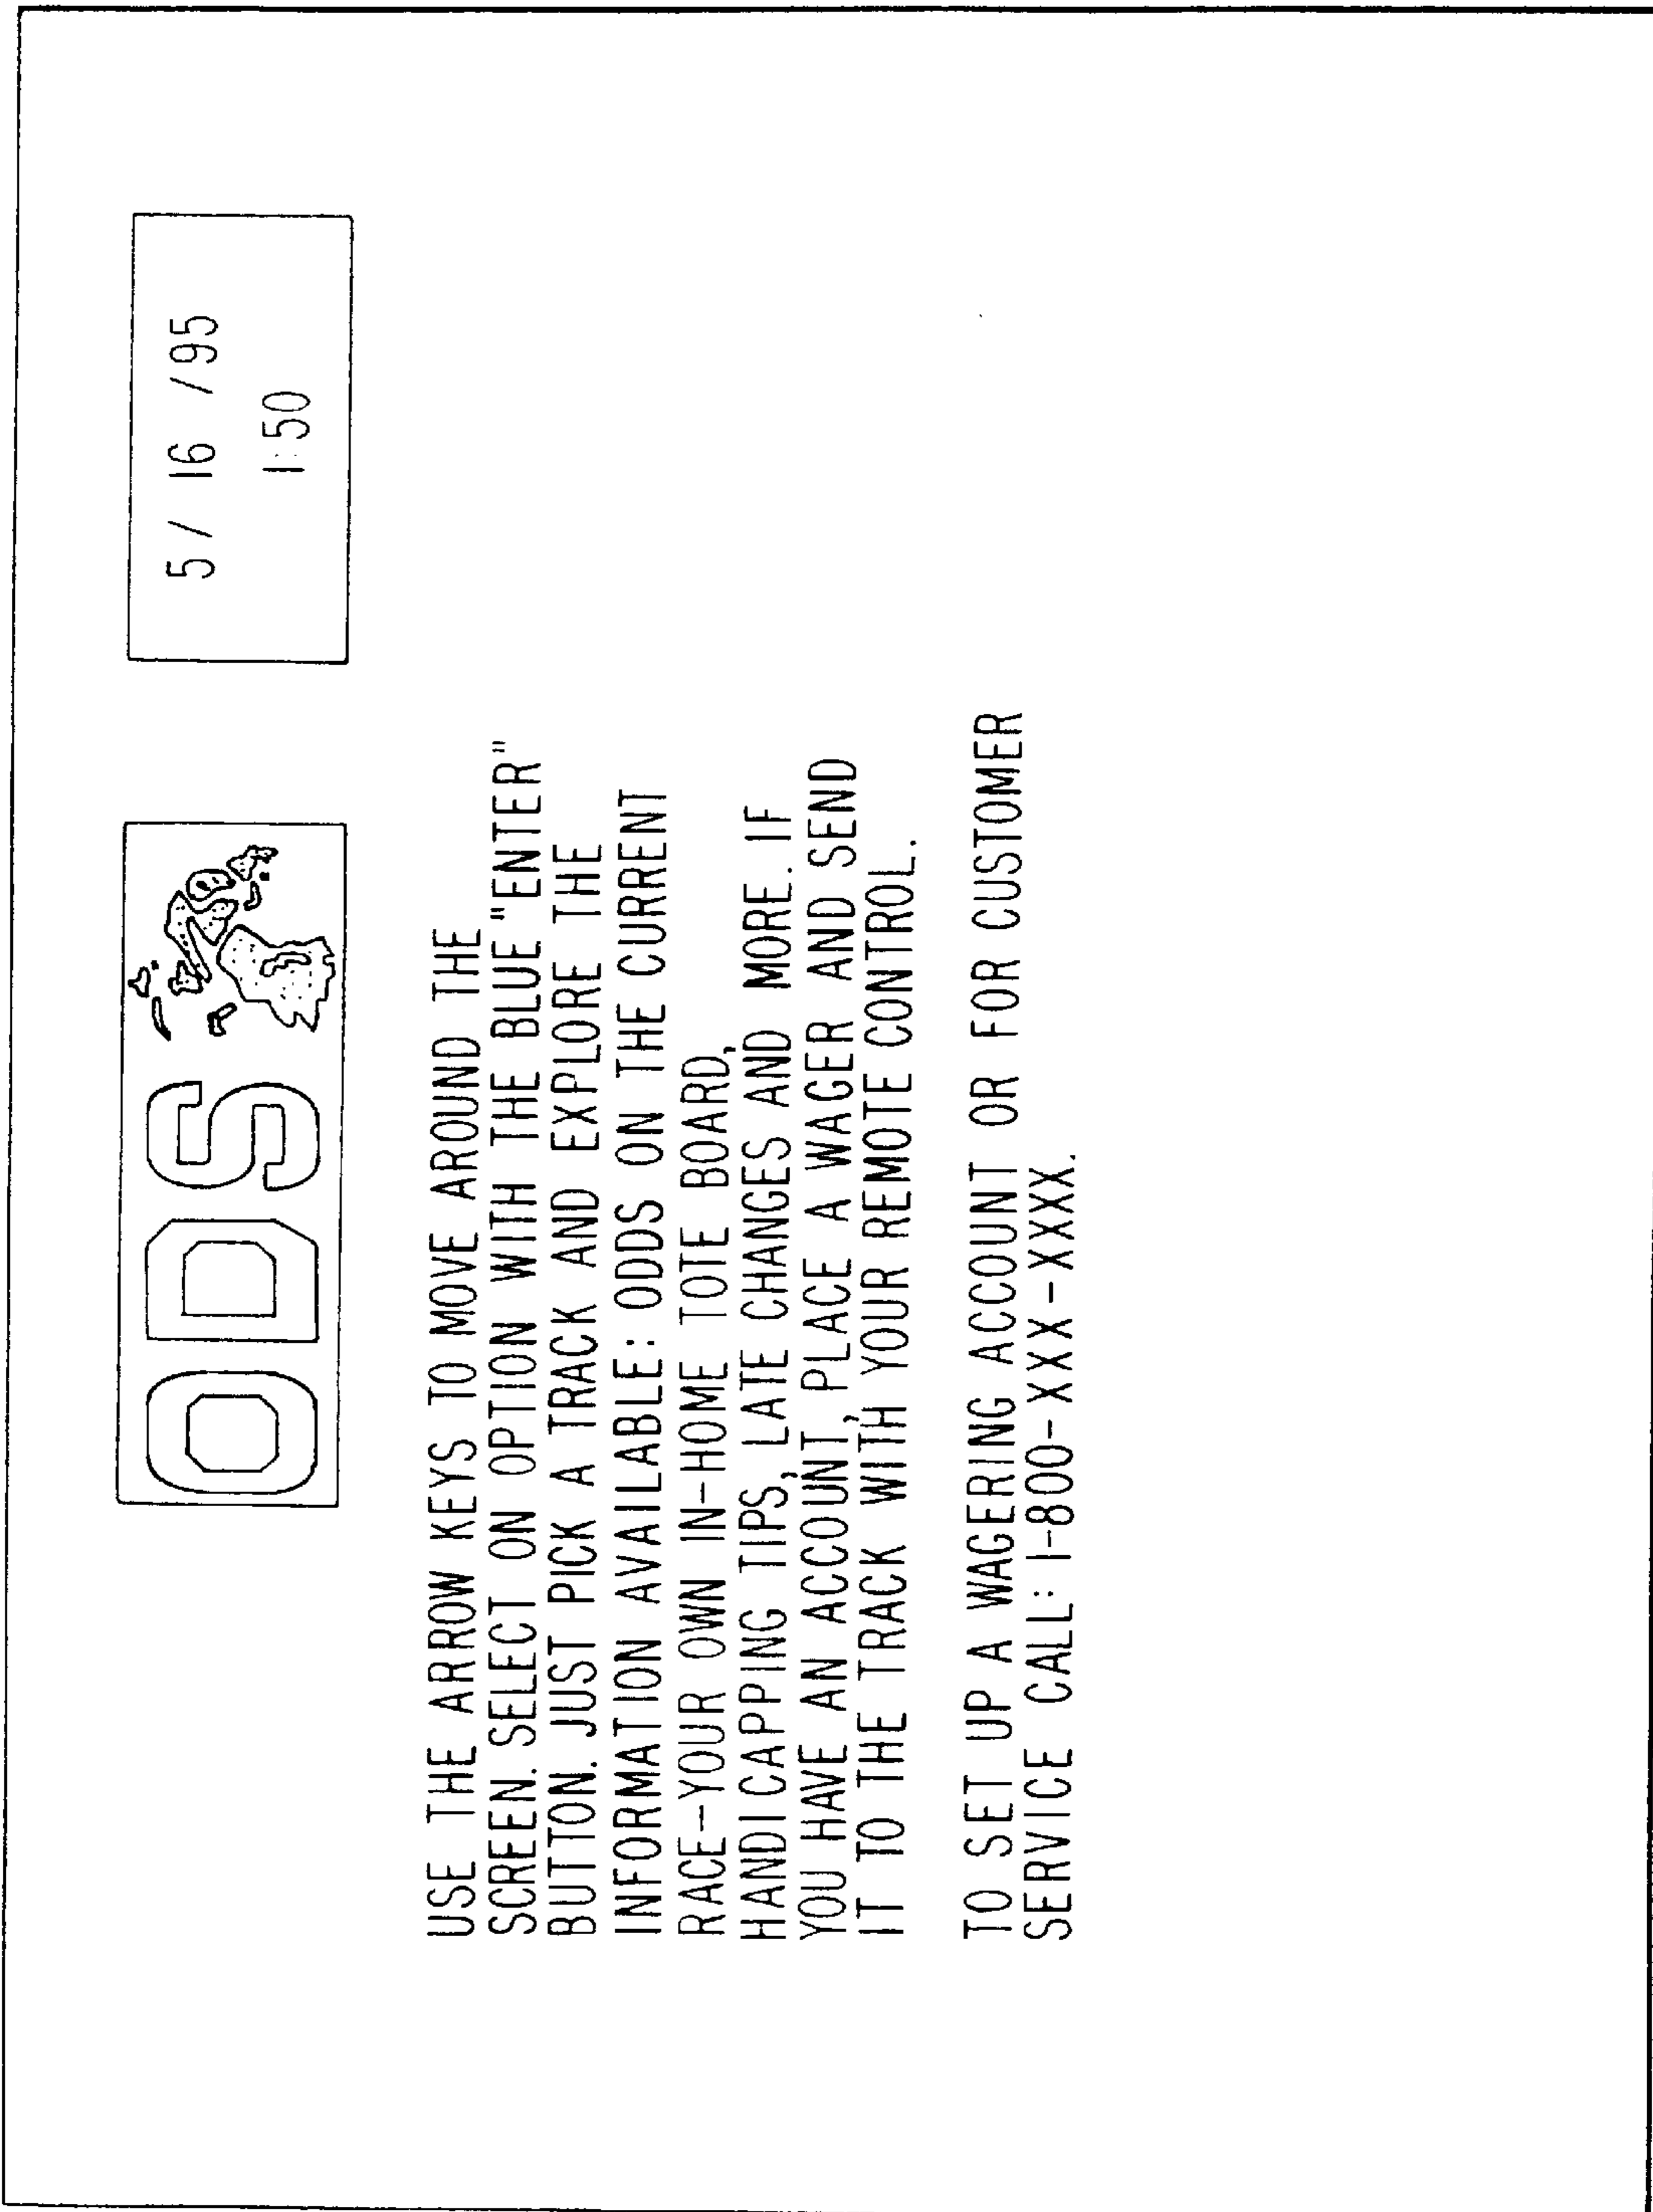 ODS
5/ 16 /95
1:50
USE THE ARROW KEYS TO MOVE AROUND THE
SCREEN. SELECT ON OPTION WITH THE BLUE "ENTER"
BUTTON. JUST PICK A TRACK AND EXPLORE THE
INFORMATION AVAILABLE: ODDS ON THE CURRENT
RACE-YOUR OWN IN-HOME TOTE BOARD,
HANDICAPPING TIPS, LATE CHANGES AND MORE. IF
YOU HAVE AN ACCOUNT, PLACE A WAGER AND SEND
IT TO THE TRACK WITH YOUR REMOTE CONTROL.
TO SET UP A WAGERING ACCOUNT OR FOR CUSTOMER
SERVICE CALL: 1-800-XXX-XXXX.